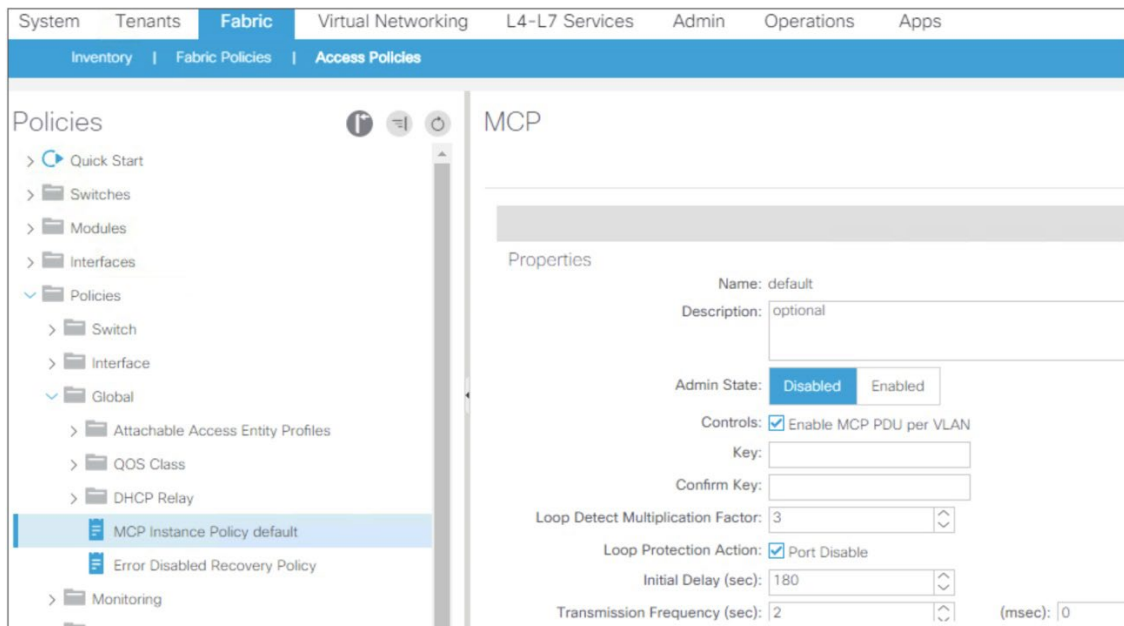 System Tenants Fabric Virtual Networking L4-L7 Services Admin Operations Apps
Inventory | Fabric Policies | Access Policies
Policies
Quick Start
Switches
Modules
Interfaces
Policies
Switch
Interface
Global
Attachable Access Entity Profiles
QOS Class
DHCP Relay
MCP Instance Policy default
Error Disabled Recovery Policy
Monitoring
MCP
Properties
Name: default
Description: optional
Admin State: Disabled Enabled
Controls: Enable MCP PDU per VLAN
Key:
Confirm Key:
Loop Detect Multiplication Factor: 3
Loop Protection Action: Port Disable
Initial Delay (sec): 180
Transmission Frequency (sec): 2 (msec): 0